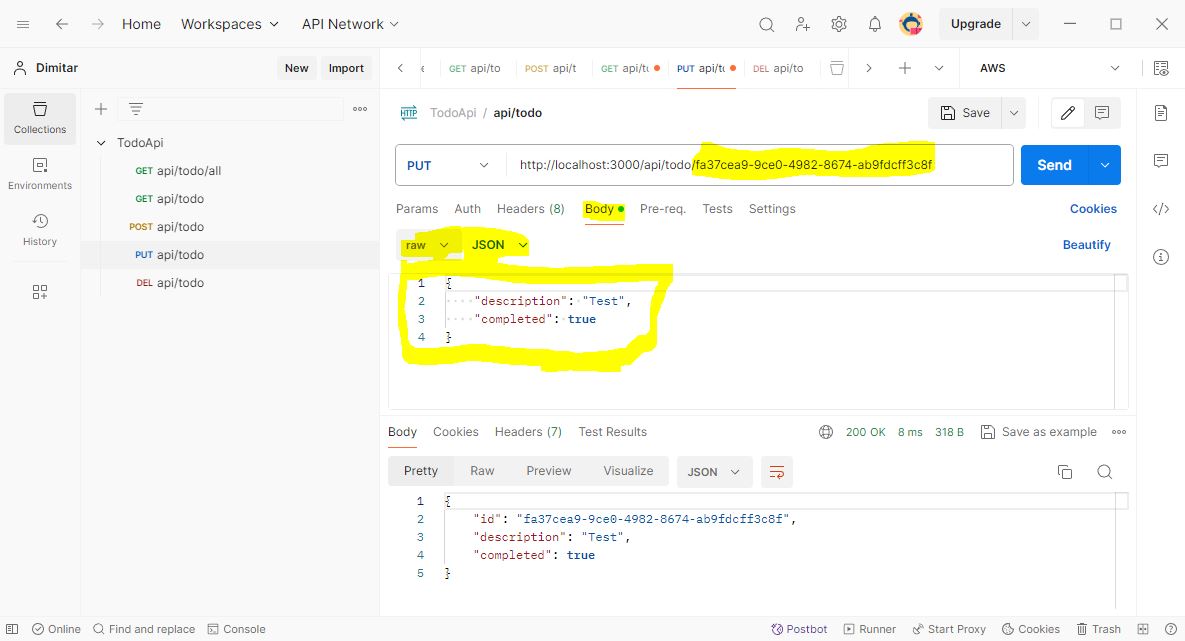 Home Workspaces API Network Upgrade
Dimitar New Import
GET api/to POST api/t GET api/t PUT api/t DEL api/to AWS
Collections
Environments
History
TodoApi
GET api/todo/all
GET api/todo
POST api/todo
PUT api/todo
DEL api/todo
HTTP TodoApi / api/todo Save
PUT http://localhost:3000/api/todo/fa37cea9-9ce0-4982-8674-ab9fdcff3c8f Send
Params Auth Headers (8) Body Pre-req. Tests Settings Cookies
raw JSON Beautify
1 {
2 "description": "Test",
3 "completed": true
4 }
Body Cookies Headers (7) Test Results 200 OK 8 ms 318 B Save as example
Pretty Raw Preview Visualize JSON
1 {
2 "id": "fa37cea9-9ce0-4982-8674-ab9fdcff3c8f",
3 "description": "Test",
4 "completed": true
5 }
Online Find and replace Console Postbot Runner Start Proxy Cookies Trash